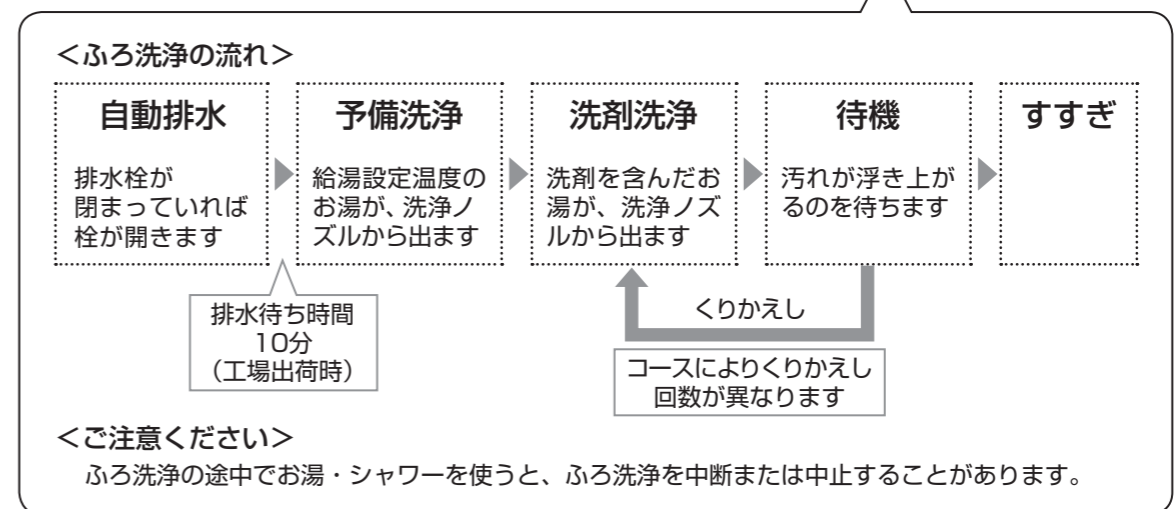 ＜ふろ洗浄の流れ＞
自動排水
排水栓が
閉まっていれば
栓が開きます
予備洗浄
給湯設定温度の
お湯が、洗浄ノ
ズルから出ます
洗剤洗浄
洗剤を含んだお
湯が、洗浄ノズ
ルから出ます
待機
汚れが浮き上が
るのを待ちます
すすぎ
排水待ち時間
10分
（工場出荷時）
くりかえし
コースによりくりかえし
回数が異なります
＜ご注意ください＞
ふろ洗浄の途中でお湯・シャワーを使うと、ふろ洗浄を中断または中止することがあります。